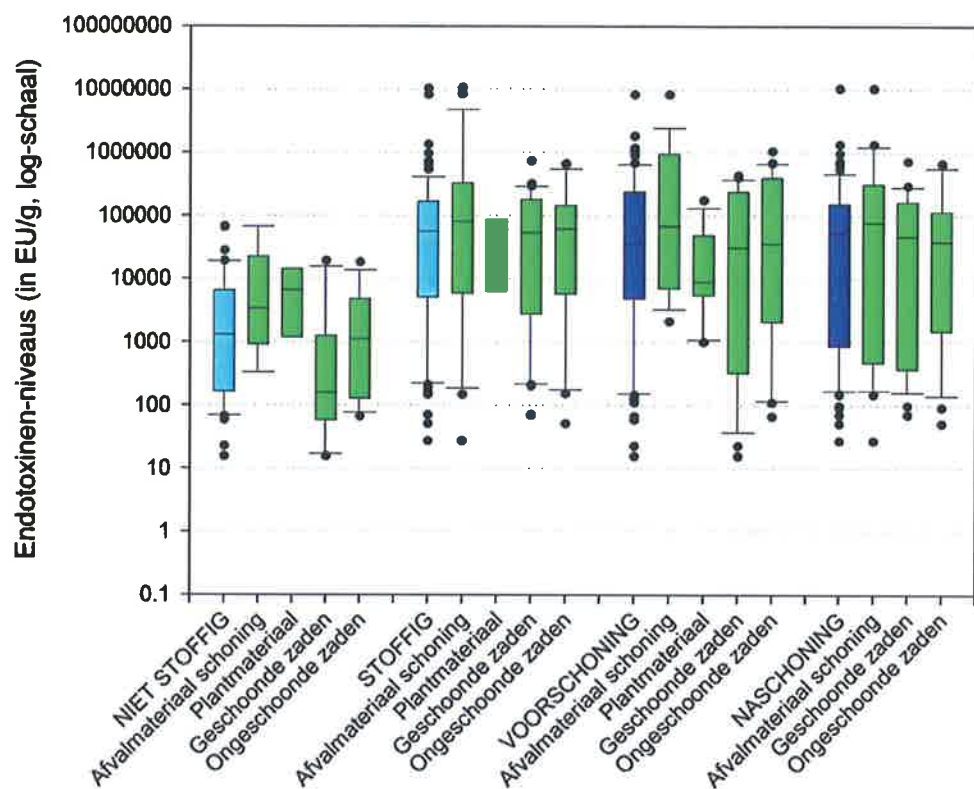 Endotoxinen-niveaus (in EU/g, log-schaal)
100000000
10000000
1000000
100000
10000
1000
100
10
1
0.1
NIET STOFFIG
Afvalmateriaal schoning
Plantmateriaal
Geschoonde zaden
Ongeschoonde zaden
STOFFIG
Afvalmateriaal schoning
Plantmateriaal
Geschoonde zaden
Ongeschoonde zaden
VOORSCHONING
Afvalmateriaal schoning
Plantmateriaal
Geschoonde zaden
Ongeschoonde zaden
NASCHONING
Afvalmateriaal schoning
Geschoonde zaden
Ongeschoonde zaden